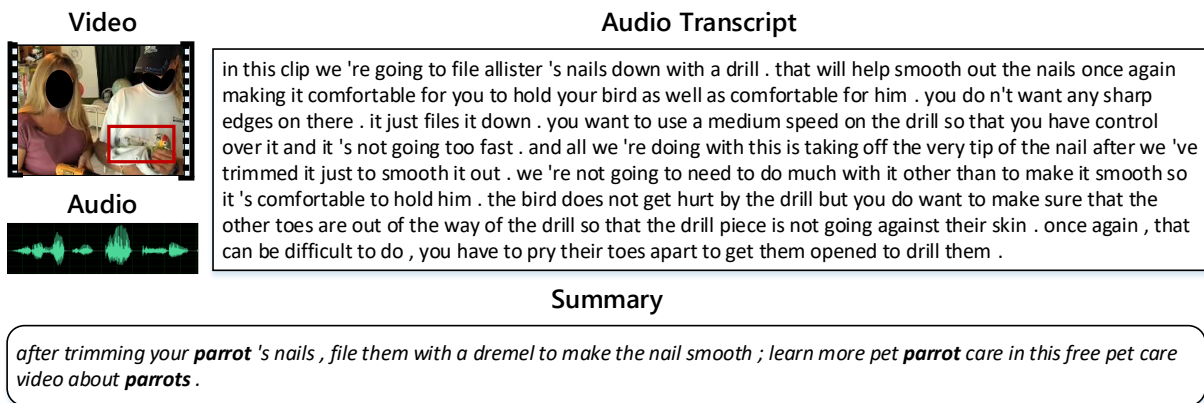 Video
Audio Transcript
in this clip we 're going to file allister 's nails down with a drill . that will help smooth out the nails once again
making it comfortable for you to hold your bird as well as comfortable for him . you do n't want any sharp
edges on there . it just files it down . you want to use a medium speed on the drill so that you have control
over it and it 's not going too fast . and all we 're doing with this is taking off the very tip of the nail after we 've
trimmed it just to smooth it out . we 're not going to need to do much with it other than to make it smooth so
it 's comfortable to hold him . the bird does not get hurt by the drill but you do want to make sure that the
other toes are out of the way of the drill so that the drill piece is not going against their skin . once again , that
can be difficult to do , you have to pry their toes apart to get them opened to drill them .
Audio
Summary
after trimming your parrot 's nails , file them with a dremel to make the nail smooth ; learn more pet parrot care in this free pet care
video about parrots .